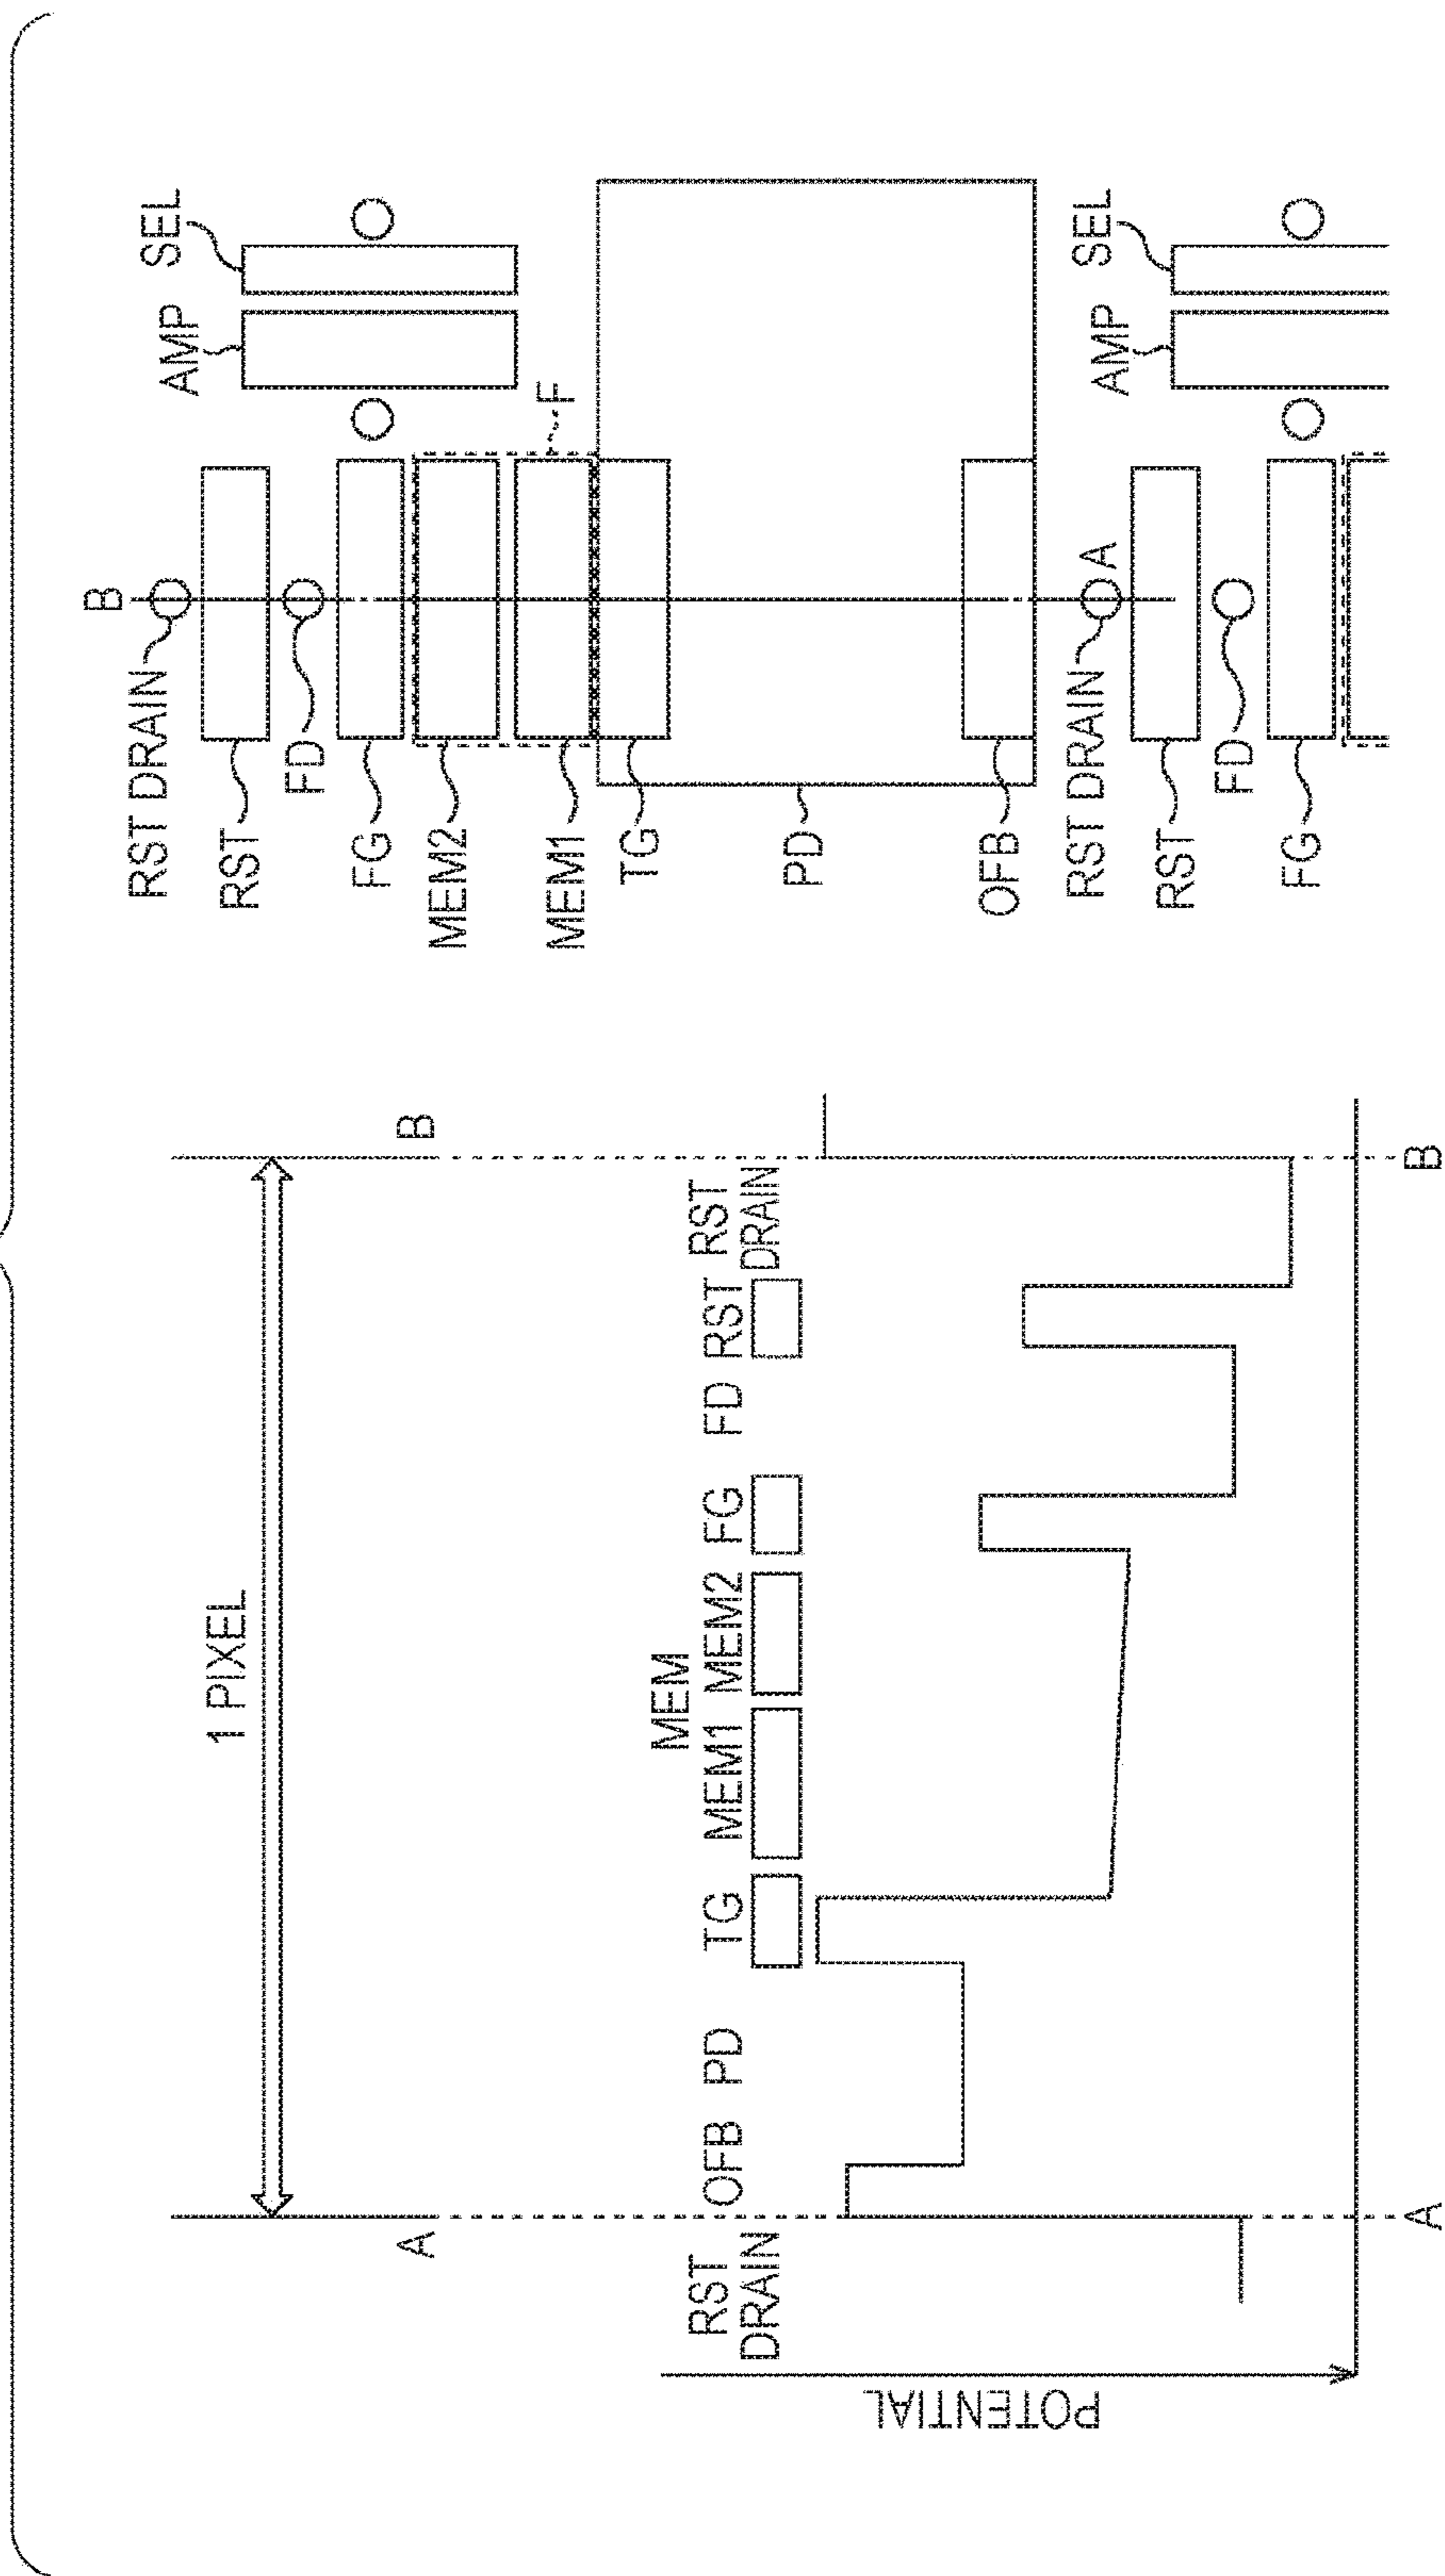 1 PIXEL
A
B
MEM
RST
DRAIN
OFB
PD
TG
MEM1
MEM2
FG
FD
RST
RST
DRAIN
POTENTIAL
A
B
B
RST DRAIN
RST
FD
FG
MEM2
MEM1
TG
PD
OFB
AMP
SEL
F
A
RST DRAIN
RST
FD
FG
AMP
SEL